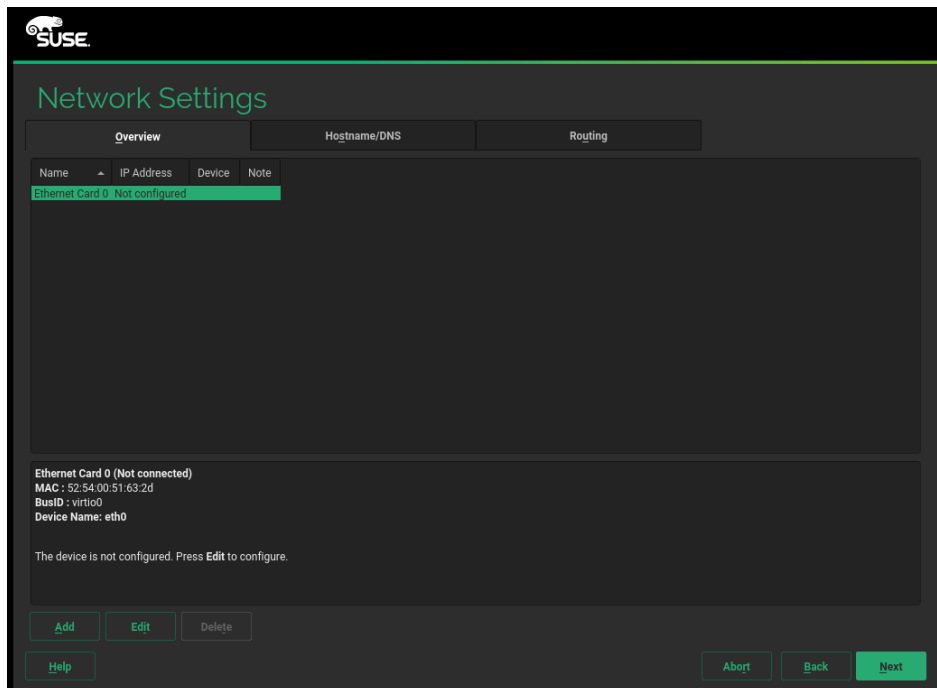 SUSE.
Network Settings
Overview Hostname/DNS Routing
Name IP Address Device Note
Ethernet Card 0 Not configured
Ethernet Card 0 (Not connected)
MAC : 52:54:00:51:63:2d
BusID : virtio0
Device Name: eth0
The device is not configured. Press Edit to configure.
Add Edit Delete
Help Abort Back Next